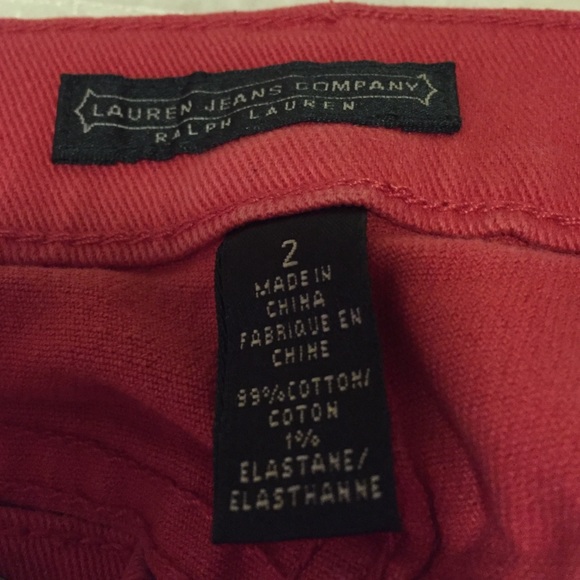 LAUREN JEANS COMPANY
RALPH LAUREN
2
MADE IN
CHINA
FABRIQUE EN
CHINE
99%COTTON/
COTON
1%
ELASTANE/
ELASTHANNE